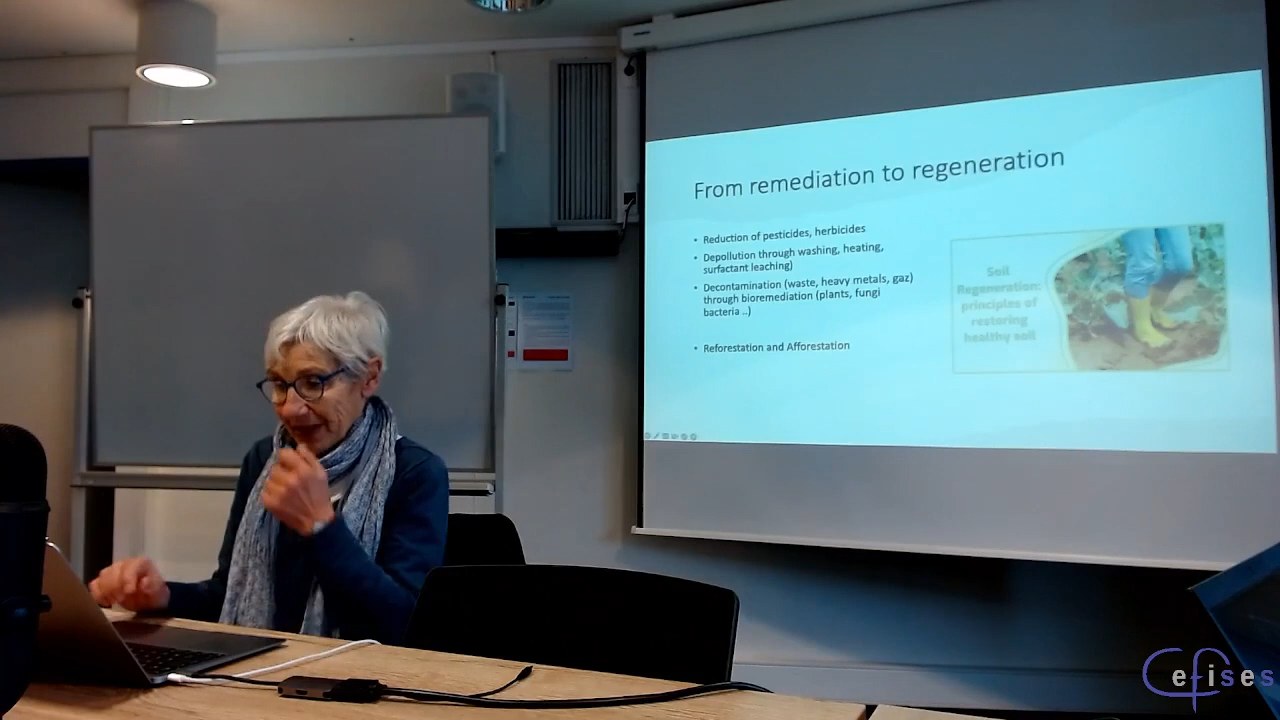 From remediation to regeneration
• Reduction of pesticides, herbicides
• Depollution through washing, heating,
surfactant leaching)
• Decontamination (waste, heavy metals, gaz)
through bioremediation (plants, fungi
bacteria ..)
• Reforestation and Afforestation
Soil
Regeneration:
principles of
restoring
healthy soil
Cefises